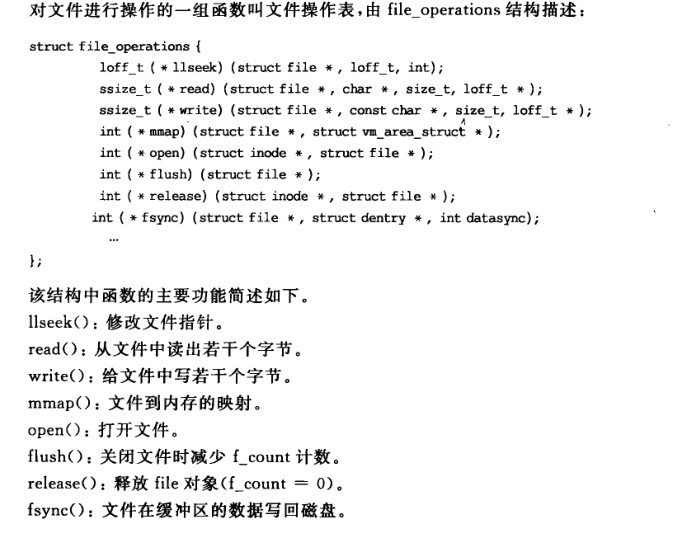 对文件进行操作的一组函数叫文件操作表,由 file_operations 结构描述:
struct file_operations {
loff_t ( * llseek) (struct file * , loff_t, int);
ssize_t ( * read) (struct file * , char * , size_t, loff_t * );
ssize_t ( * write) (struct file * , const char * , size_t, loff_t * );
int ( * mmap) (struct file * , struct vm_area_struct * );
int ( * open) (struct inode * , struct file * );
int ( * flush) (struct file * );
int ( * release) (struct inode * , struct file * );
int ( * fsync) (struct file * , struct dentry * , int datasync);
…
};
该结构中函数的主要功能简述如下。
llseek(): 修改文件指针。
read(): 从文件中读出若干个字节。
write(): 给文件中写若干个字节。
mmap(): 文件到内存的映射。
open(): 打开文件。
flush(): 关闭文件时减少 f_count 计数。
release(): 释放 file 对象(f_count = 0)。
fsync(): 文件在缓冲区的数据写回磁盘。